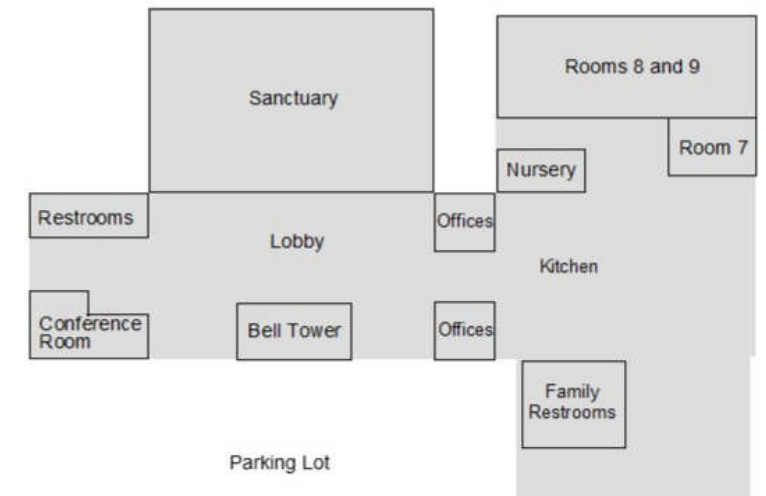 Sanctuary
Rooms 8 and 9
Room 7
Nursery
Restrooms
Lobby
Offices
Kitchen
Conference
Room
Bell Tower
Offices
Family
Restrooms
Parking Lot